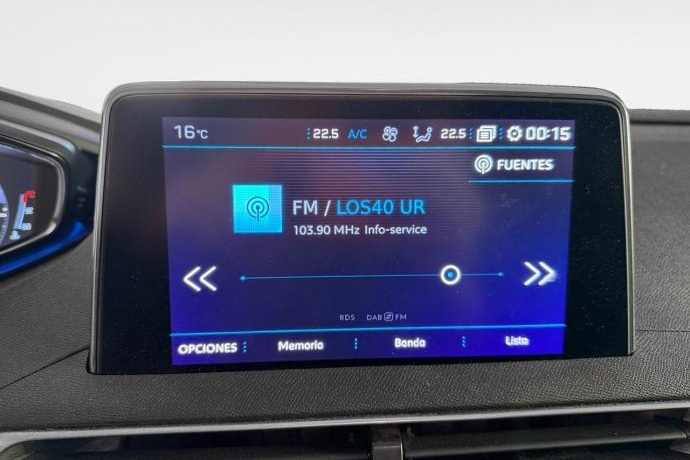 16°C 22.5 A/C 22.5 00:15
FUENTES
FM / LOS40 UR
103.90 MHz Info-service
RDS DAB FM
OPCIONES Memoria Banda Lista